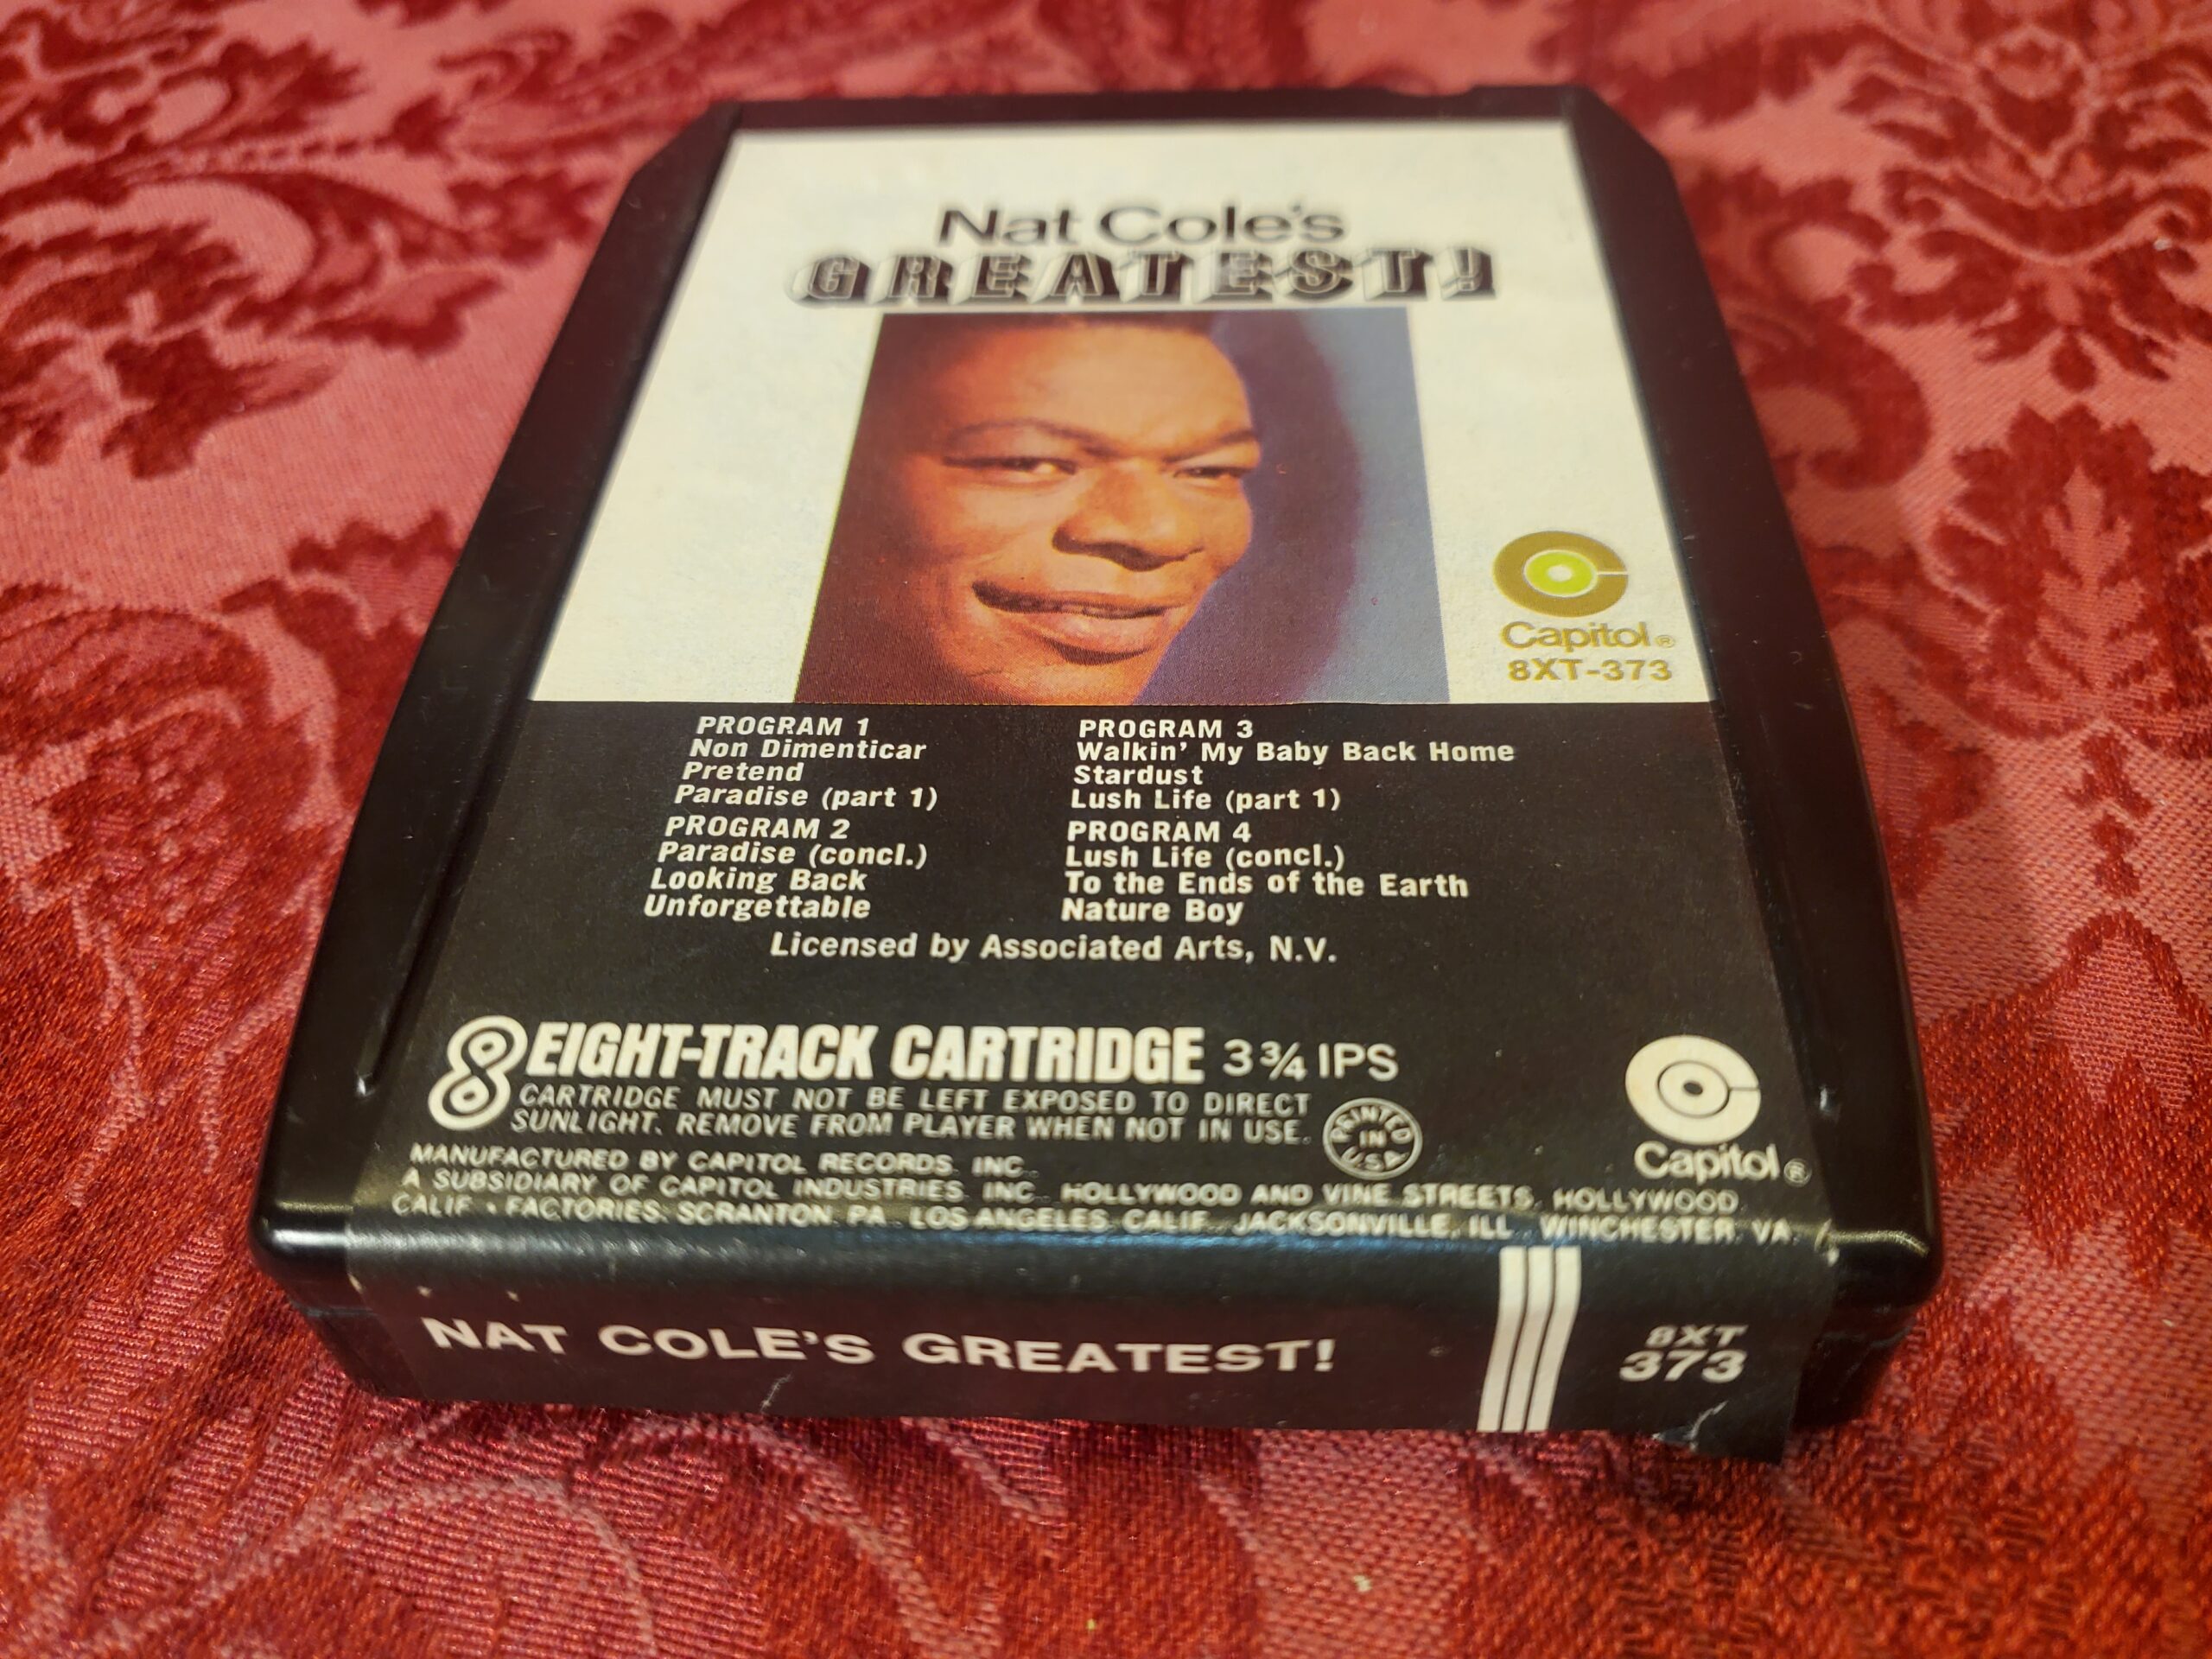 Nat Cole's
GREATEST!
Capitol®
8XT-373
PROGRAM 1
Non Dimenticar
Pretend
Paradise (part 1)
PROGRAM 2
Paradise (concl.)
Looking Back
Unforgettable
PROGRAM 3
Walkin' My Baby Back Home
Stardust
Lush Life (part 1)
PROGRAM 4
Lush Life (concl.)
To the Ends of the Earth
Nature Boy
Licensed by Associated Arts, N.V.
8 EIGHT-TRACK CARTRIDGE 3¾ IPS
CARTRIDGE MUST NOT BE LEFT EXPOSED TO DIRECT
SUNLIGHT. REMOVE FROM PLAYER WHEN NOT IN USE.
PRINTED
IN
USA
Capitol®
MANUFACTURED BY CAPITOL RECORDS, INC.
A SUBSIDIARY OF CAPITOL INDUSTRIES, INC. HOLLYWOOD AND VINE STREETS, HOLLYWOOD,
CALIF. • FACTORIES: SCRANTON, PA., LOS ANGELES, CALIF., JACKSONVILLE, ILL., WINCHESTER, VA.
NAT COLE'S GREATEST!
8XT
373